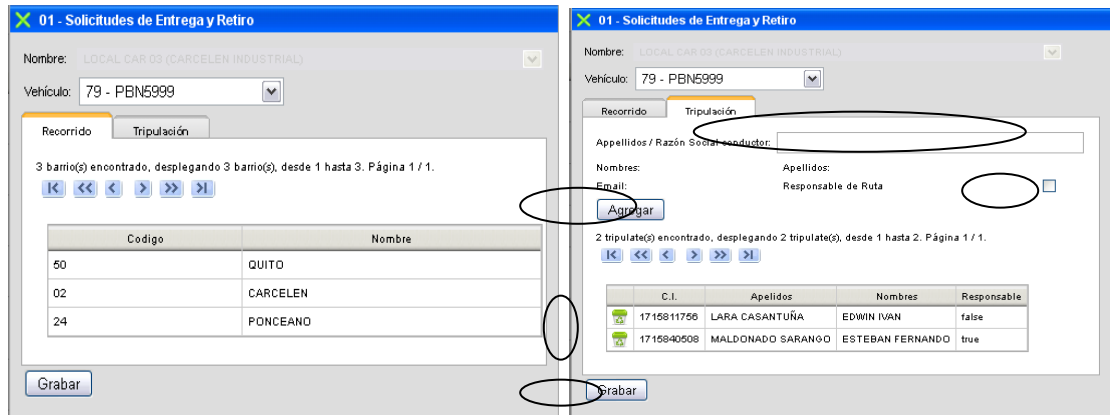 01 - Solicitudes de Entrega y Retiro
Nombre: LOCAL CAR 03 (CARCELEN INDUSTRIAL)
Vehículo: 79 - PBN5999
Recorrido Tripulación
3 barrio(s) encontrado, desplegando 3 barrio(s), desde 1 hasta 3. Página 1 / 1.
Codigo Nombre
50 QUITO
02 CARCELEN
24 PONCEANO
Grabar
01 - Solicitudes de Entrega y Retiro
Nombre: LOCAL CAR 03 (CARCELEN INDUSTRIAL)
Vehículo: 79 - PBN5999
Recorrido Tripulación
Appellidos / Razón Social conductor:
Nombres: Apellidos:
Email: Responsable de Ruta
Agregar
2 tripulate(s) encontrado, desplegando 2 tripulate(s), desde 1 hasta 2. Página 1 / 1.
C.I. Apelidos Nombres Responsable
1715811756 LARA CASANTUÑA EDWIN IVAN false
1715840508 MALDONADO SARANGO ESTEBAN FERNANDO true
Grabar